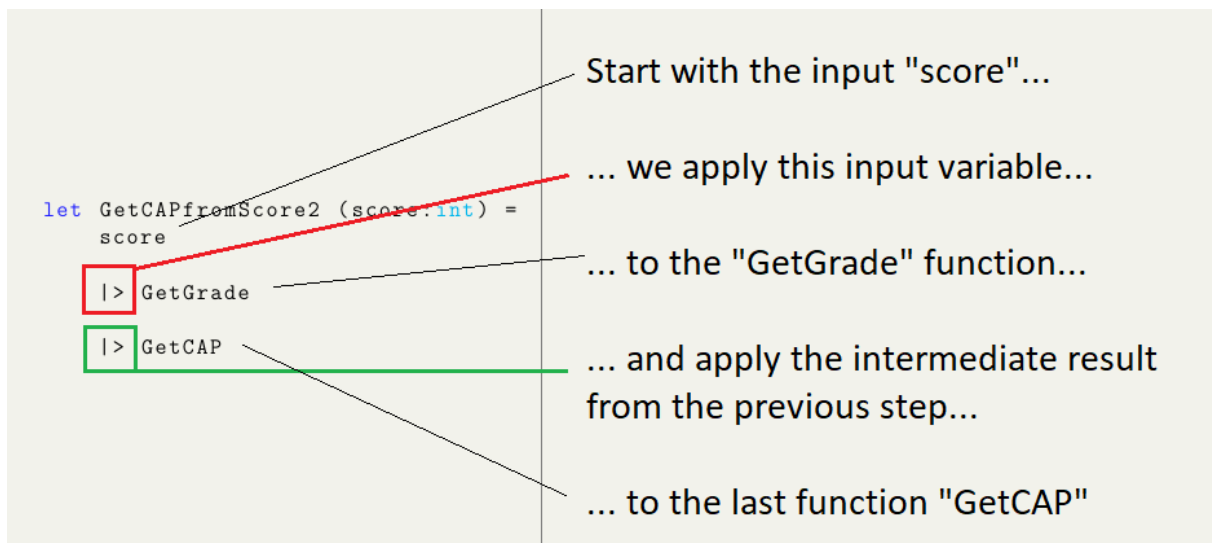 let GetCAPfromScore2 (score:int) =
score
|> GetGrade
|> GetCAP
Start with the input "score"...
... we apply this input variable...
... to the "GetGrade" function...
... and apply the intermediate result
from the previous step...
... to the last function "GetCAP"